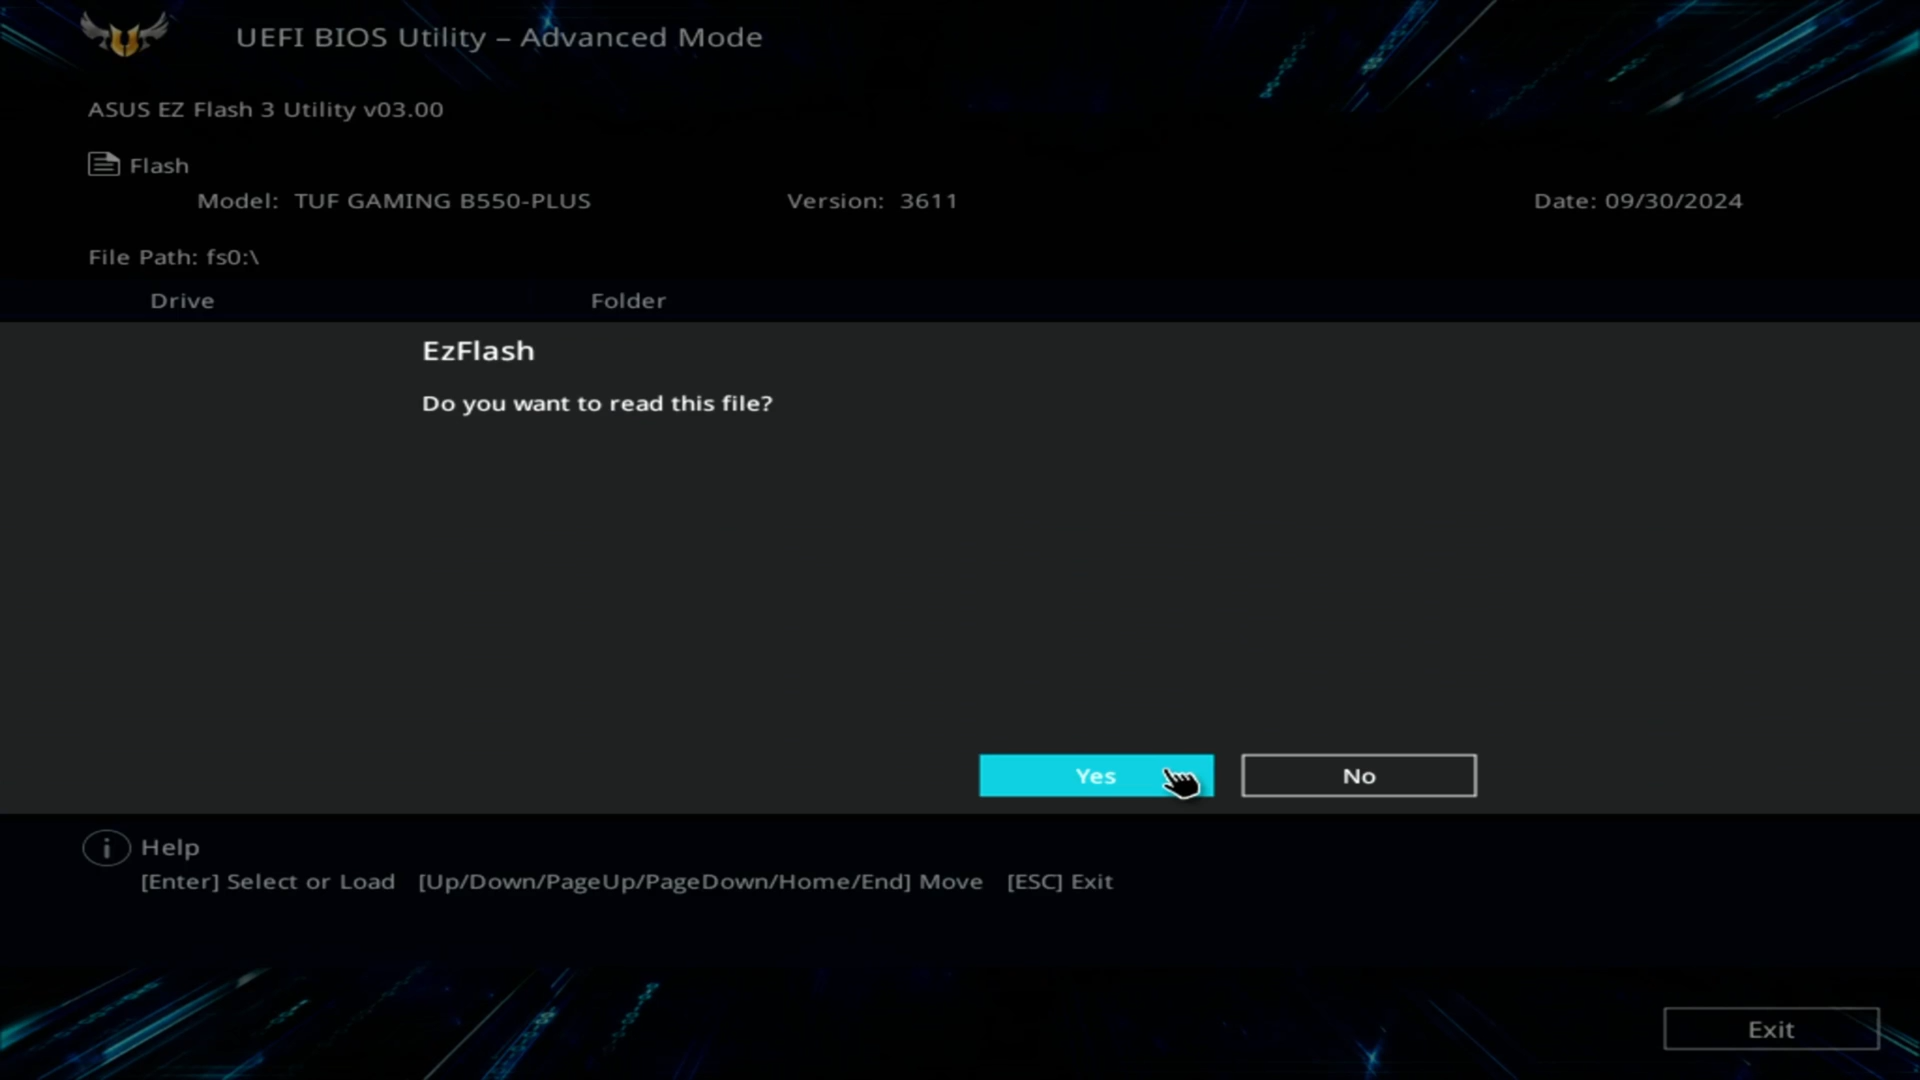 UEFI BIOS Utility – Advanced Mode
ASUS EZ Flash 3 Utility v03.00
Flash
Model: TUF GAMING B550-PLUS Version: 3611 Date: 09/30/2024
File Path: fs0:\
Drive Folder
EzFlash
Do you want to read this file?
Yes No
Help
[Enter] Select or Load [Up/Down/PageUp/PageDown/Home/End] Move [ESC] Exit
Exit